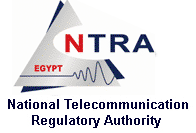 NTRA
EGYPT
National Telecommunication
Regulatory Authority